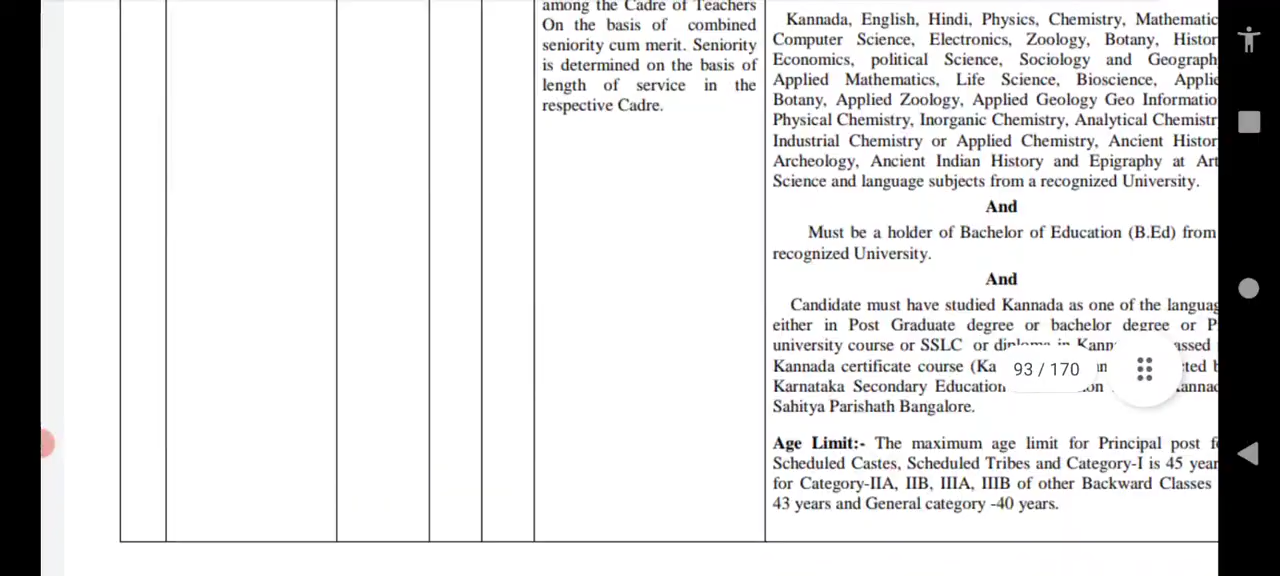 among the Cadre of Teachers
On the basis of combined
seniority cum merit. Seniority
is determined on the basis of
length of service in the
respective Cadre.
Kannada, English, Hindi, Physics, Chemistry, Mathematic
Computer Science, Electronics, Zoology, Botany, Histor
Economics, political Science, Sociology and Geograph
Applied Mathematics, Life Science, Bioscience, Applie
Botany, Applied Zoology, Applied Geology Geo Informatio
Physical Chemistry, Inorganic Chemistry, Analytical Chemistr
Industrial Chemistry or Applied Chemistry, Ancient Histor
Archeology, Ancient Indian History and Epigraphy at Art
Science and language subjects from a recognized University.
And
Must be a holder of Bachelor of Education (B.Ed) from
recognized University.
And
Candidate must have studied Kannada as one of the languag
either in Post Graduate degree or bachelor degree or P
university course or SSLC or diploma in
Kannada certificate course
Karnataka Secondary Education
Sahitya Parishath Bangalore.
Age Limit:- The maximum age limit for Principal post f
Scheduled Castes, Scheduled Tribes and Category-I is 45 year
for Category-IIA, IIB, IIIA, IIIB of other Backward Classes
43 years and General category -40 years.
93 / 170